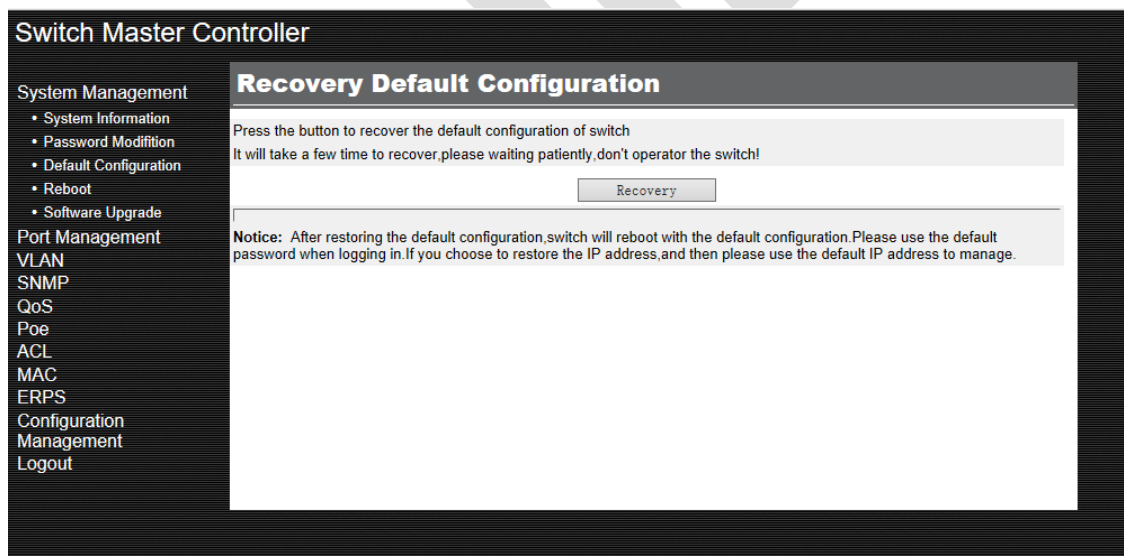 Switch Master Controller
System Management
• System Information
• Password Modifition
• Default Configuration
• Reboot
• Software Upgrade
Port Management
VLAN
SNMP
QoS
Poe
ACL
MAC
ERPS
Configuration
Management
Logout
Recovery Default Configuration
Press the button to recover the default configuration of switch
It will take a few time to recover,please waiting patiently,don't operator the switch!
Recovery
Notice: After restoring the default configuration,switch will reboot with the default configuration.Please use the default
password when logging in.If you choose to restore the IP address,and then please use the default IP address to manage.